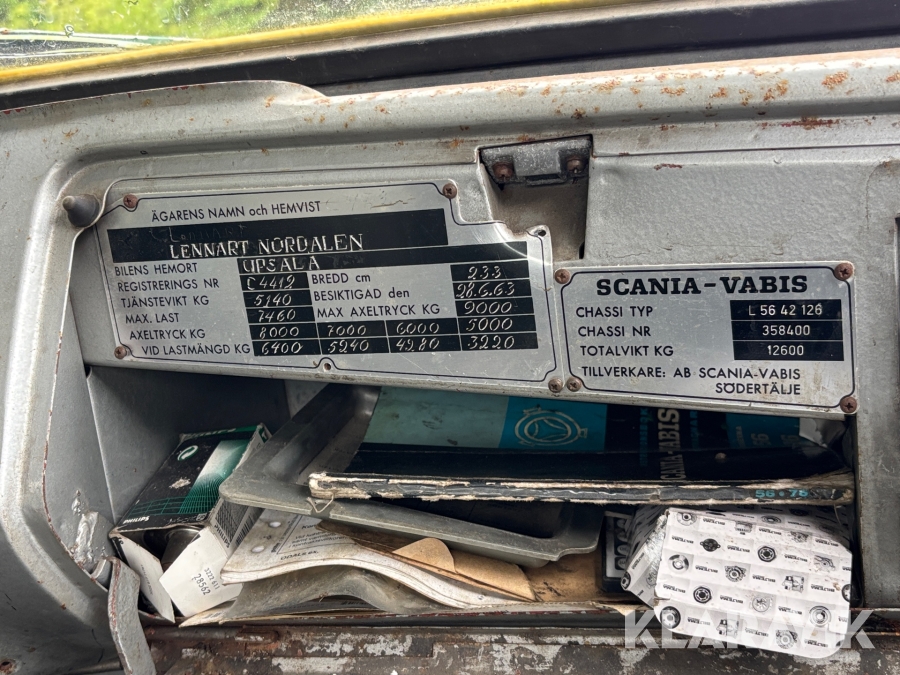 ÄGARENS NAMN och HEMVIST
LENNART NORDALEN
UPSALA
BILENS HEMORT
REGISTRERINGS NR C4412
TJÄNSTEVIKT KG 5140
MAX. LAST 7460
BREDD cm 233
BESIKTIGAD den 28.6.63
MAX AXELTRYCK KG 9000
AXELTRYCK KG 8000 7000 6000 5000
VID LASTMÄNGD KG 6400 5240 4280 3220
SCANIA-VABIS
CHASSI TYP L 56 42 126
CHASSI NR 358400
TOTALVIKT KG 12600
TILLVERKARE: AB SCANIA-VABIS
SÖDERTÄLJE
PHILIPS
PHILIPS
28562
56-76
KLARAVIK